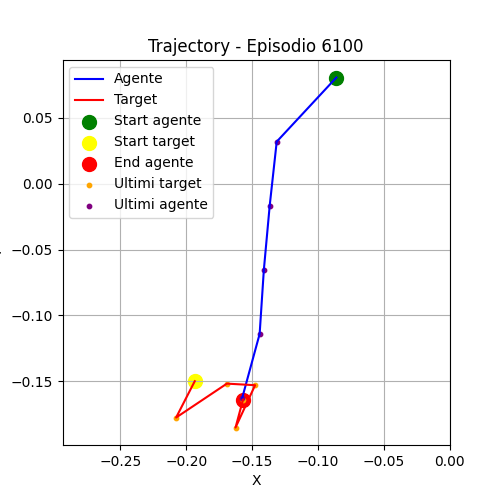 Trajectory - Episodio 6100
Agente
Target
Start agente
Start target
End agente
Ultimi target
Ultimi agente
0.05
0.00
−0.05
−0.10
−0.15
−0.25
−0.20
−0.15
−0.10
−0.05
0.00
X